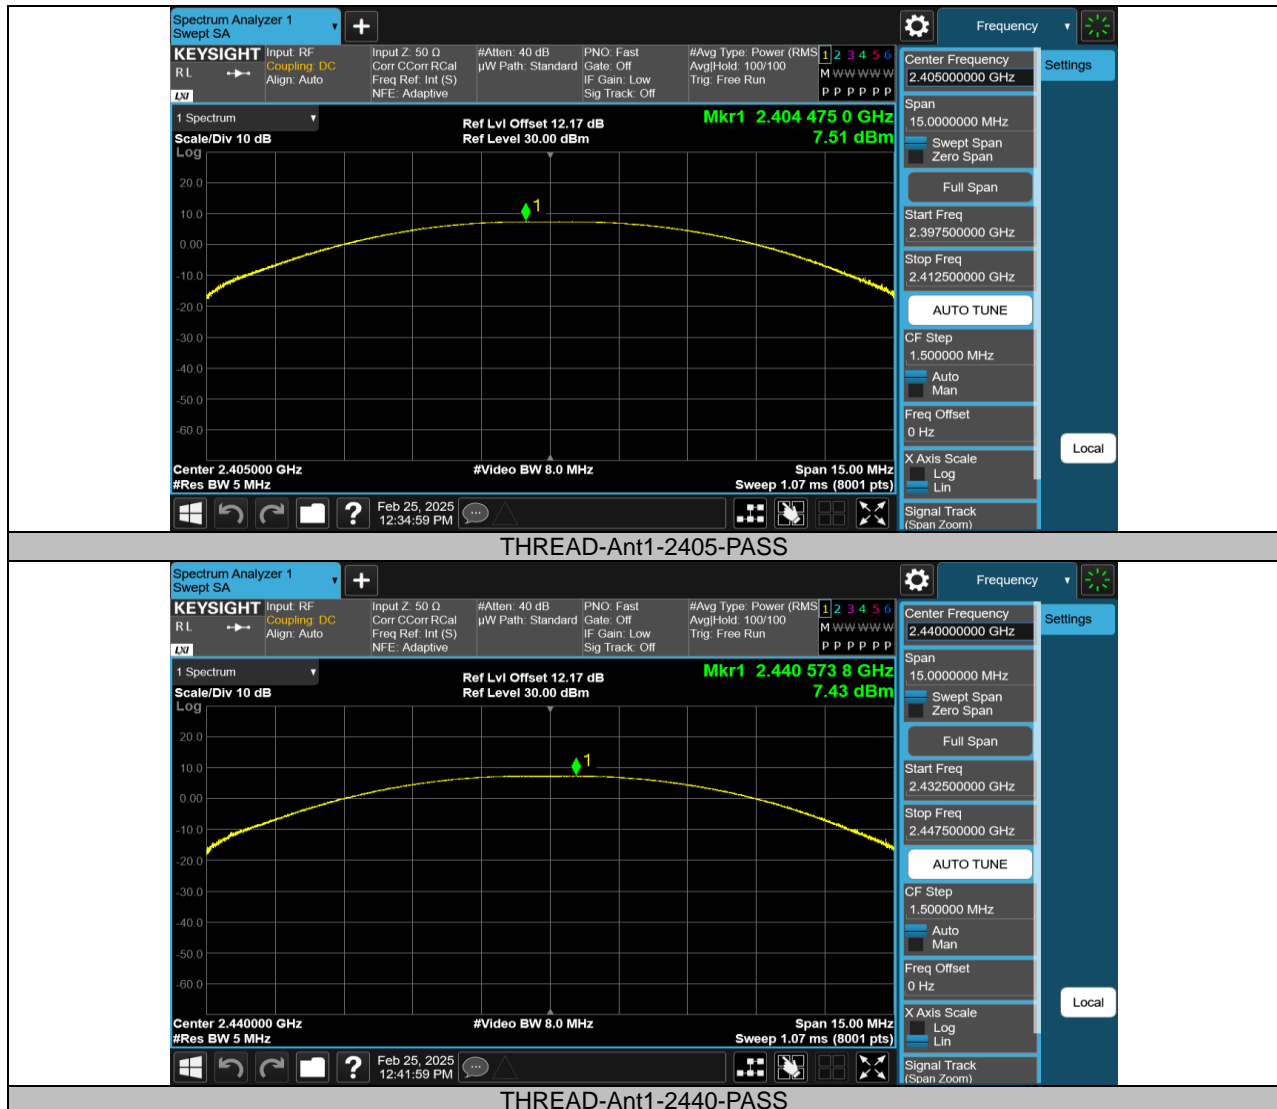 Spectrum Analyzer 1
Swept SA
Frequency
KEYSIGHT
R L
LXI
Input: RF
Coupling: DC
Align: Auto
Input Z: 50 Ω
Corr CCorr RCal
Freq Ref: Int (S)
NFE: Adaptive
#Atten: 40 dB
µW Path: Standard
PNO: Fast
Gate: Off
IF Gain: Low
Sig Track: Off
#Avg Type: Power (RMS
Avg|Hold: 100/100
Trig: Free Run
1 2 3 4 5 6
M W W W W W
P P P P P P
Center Frequency
2.405000000 GHz
Settings
Span
15.0000000 MHz
Swept Span
Zero Span
Full Span
Start Freq
2.397500000 GHz
Stop Freq
2.412500000 GHz
AUTO TUNE
CF Step
1.500000 MHz
Auto
Man
Freq Offset
0 Hz
X Axis Scale
Log
Lin
Signal Track
(Span Zoom)
Local
1 Spectrum
Scale/Div 10 dB
Log
Ref Lvl Offset 12.17 dB
Ref Level 30.00 dBm
Mkr1 2.404 475 0 GHz
7.51 dBm
1
20.0
10.0
0.00
-10.0
-20.0
-30.0
-40.0
-50.0
-60.0
Center 2.405000 GHz
#Res BW 5 MHz
#Video BW 8.0 MHz
Span 15.00 MHz
Sweep 1.07 ms (8001 pts)
Feb 25, 2025
12:34:59 PM
THREAD-Ant1-2405-PASS
Spectrum Analyzer 1
Swept SA
Frequency
KEYSIGHT
R L
LXI
Input: RF
Coupling: DC
Align: Auto
Input Z: 50 Ω
Corr CCorr RCal
Freq Ref: Int (S)
NFE: Adaptive
#Atten: 40 dB
µW Path: Standard
PNO: Fast
Gate: Off
IF Gain: Low
Sig Track: Off
#Avg Type: Power (RMS
Avg|Hold: 100/100
Trig: Free Run
1 2 3 4 5 6
M W W W W W
P P P P P P
Center Frequency
2.440000000 GHz
Settings
Span
15.0000000 MHz
Swept Span
Zero Span
Full Span
Start Freq
2.432500000 GHz
Stop Freq
2.447500000 GHz
AUTO TUNE
CF Step
1.500000 MHz
Auto
Man
Freq Offset
0 Hz
X Axis Scale
Log
Lin
Signal Track
(Span Zoom)
Local
1 Spectrum
Scale/Div 10 dB
Log
Ref Lvl Offset 12.17 dB
Ref Level 30.00 dBm
Mkr1 2.440 573 8 GHz
7.43 dBm
1
20.0
10.0
0.00
-10.0
-20.0
-30.0
-40.0
-50.0
-60.0
Center 2.440000 GHz
#Res BW 5 MHz
#Video BW 8.0 MHz
Span 15.00 MHz
Sweep 1.07 ms (8001 pts)
Feb 25, 2025
12:41:59 PM
THREAD-Ant1-2440-PASS